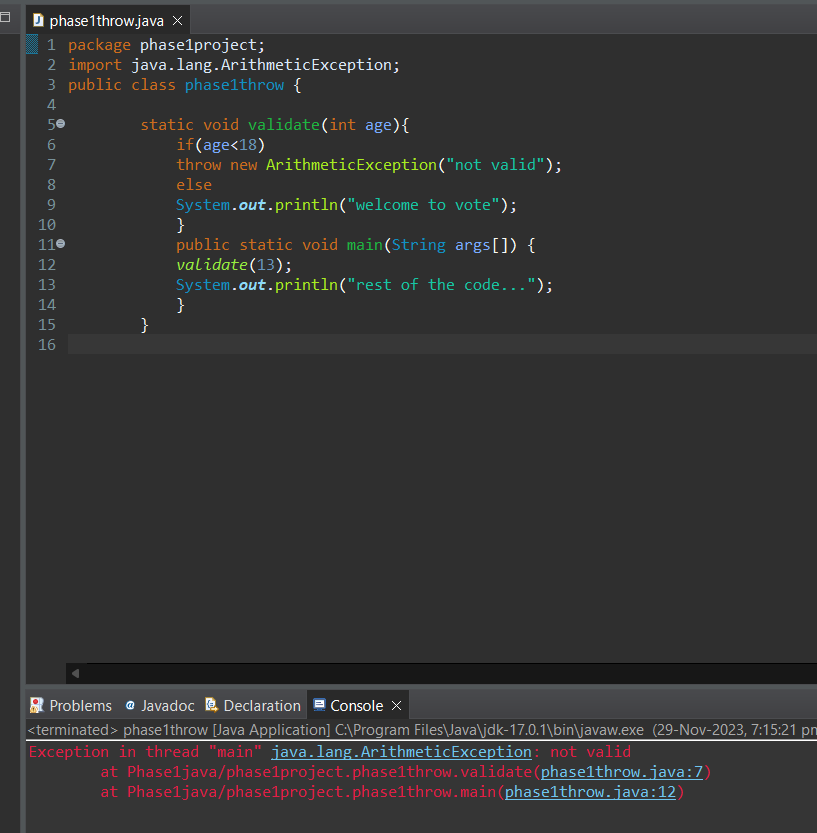 phase1throw.java
1 package phase1project;
2 import java.lang.ArithmeticException;
3 public class phase1throw {
4
5 static void validate(int age){
6 if(age<18)
7 throw new ArithmeticException("not valid");
8 else
9 System.out.println("welcome to vote");
10 }
11 public static void main(String args[]) {
12 validate(13);
13 System.out.println("rest of the code...");
14 }
15 }
16
Problems Javadoc Declaration Console
<terminated> phase1throw [Java Application] C:\Program Files\Java\jdk-17.0.1\bin\javaw.exe (29-Nov-2023, 7:15:21 pm
Exception in thread "main" java.lang.ArithmeticException: not valid
at Phase1java/phase1project.phase1throw.validate(phase1throw.java:7)
at Phase1java/phase1project.phase1throw.main(phase1throw.java:12)